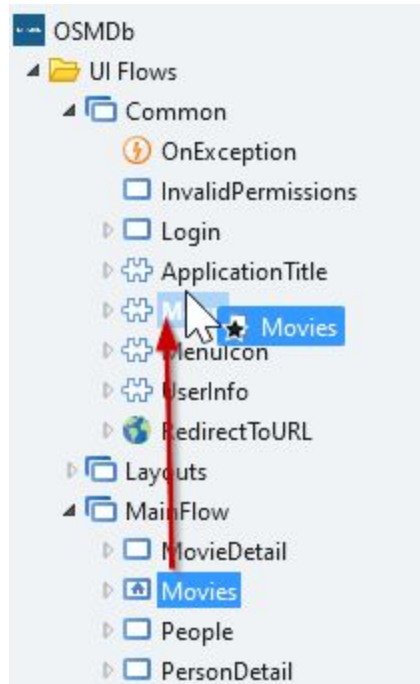 OSMDb
UI Flows
Common
OnException
InvalidPermissions
Login
ApplicationTitle
Movies
MenuIcon
UserInfo
RedirectToURL
Layouts
MainFlow
MovieDetail
Movies
People
PersonDetail